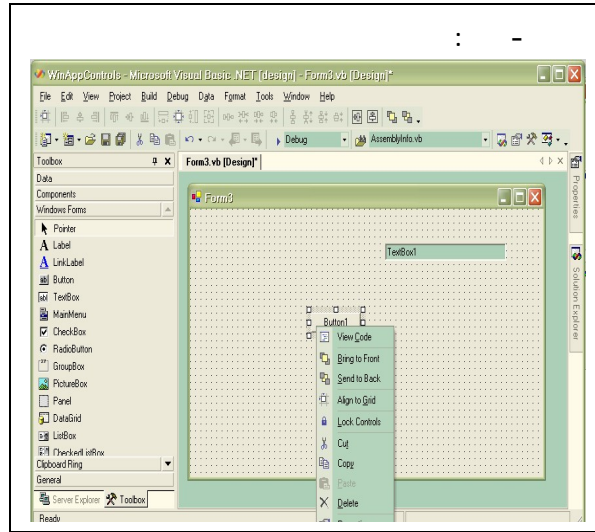 : -
WinAppControls - Microsoft Visual Basic .NET [design] - Form3.vb [Design]*
File Edit View Project Build Debug Data Format Tools Window Help
Debug AssemblyInfo.vb
Toolbox
Form3.vb [Design]*
Data
Components
Windows Forms
Pointer
Label
LinkLabel
Button
TextBox
MainMenu
CheckBox
RadioButton
GroupBox
PictureBox
Panel
DataGrid
ListBox
CheckedListBox
Clipboard Ring
General
Server Explorer Toolbox
Ready
Form3
TextBox1
Button1
View Code
Bring to Front
Send to Back
Align to Grid
Lock Controls
Cut
Copy
Paste
Delete
Properties
Solution Explorer